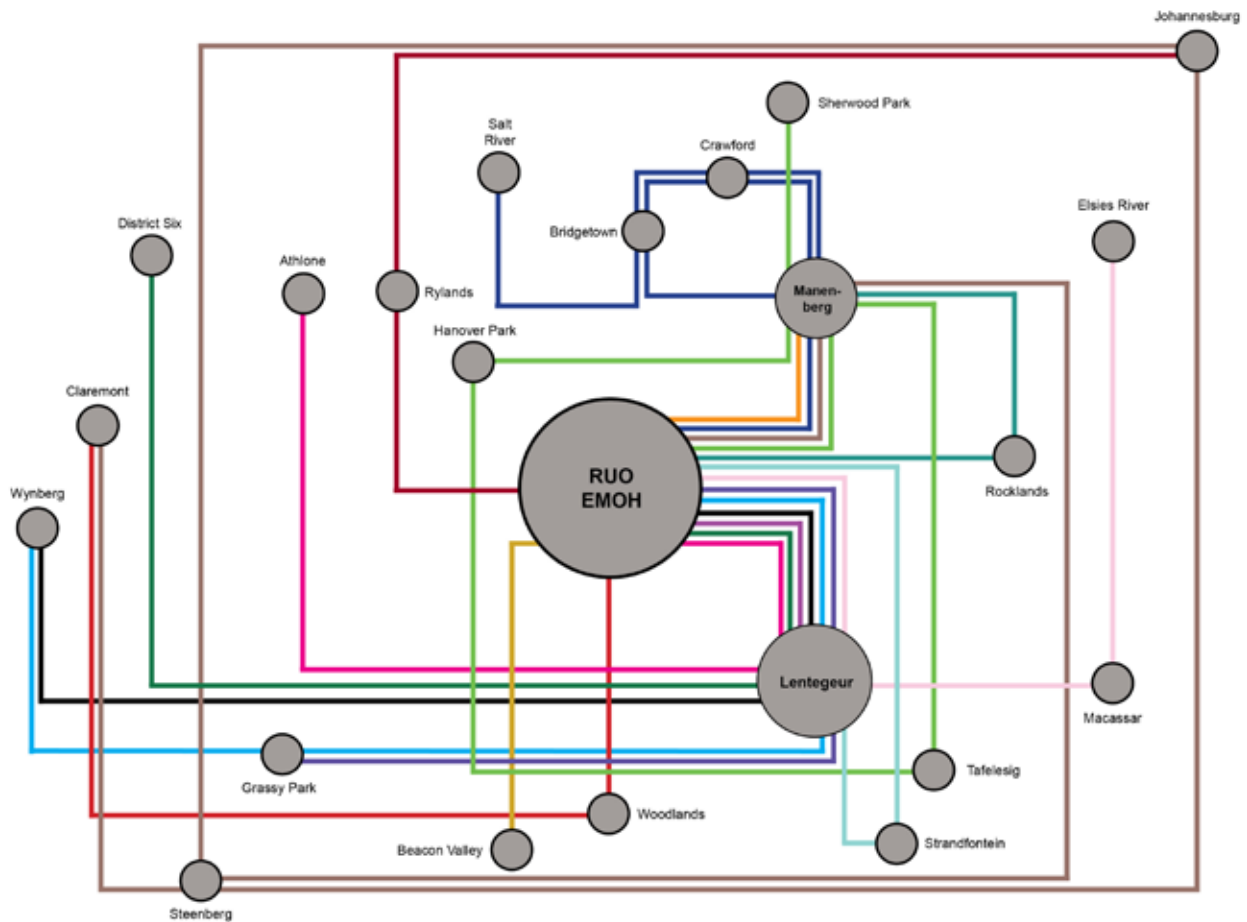 Johannesburg
Sherwood Park
Salt
River
Crawford
Elsies River
District Six
Bridgetown
Athlone
Rylands
Manen-
berg
Hanover Park
Claremont
RUO
EMOH
Wynberg
Rocklands
Lentegeur
Macassar
Grassy Park
Tafelesig
Woodlands
Beacon Valley
Strandfontein
Steenberg